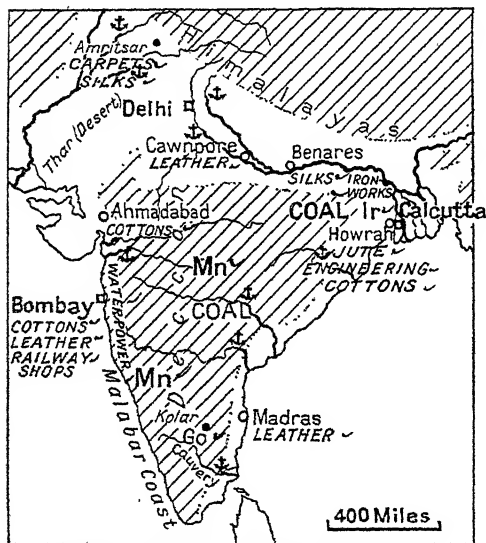 Amritsar
CARPETS
SILKS
Himalayas
Thar (Desert)
Delhi
Cawnpore
LEATHER
Benares
SILKS
IRON
WORKS
Ahmadabad
COTTONS
COAL Ir
Calcutta
Howrah
JUTE
ENGINEERING
COTTONS
Mn
WATER POWER
COAL
Bombay
COTTONS
LEATHER
RAILWAY
SHOPS
Mn
Malabar Coast
Kolar
Go
Madras
LEATHER
Cauvery
400 Miles